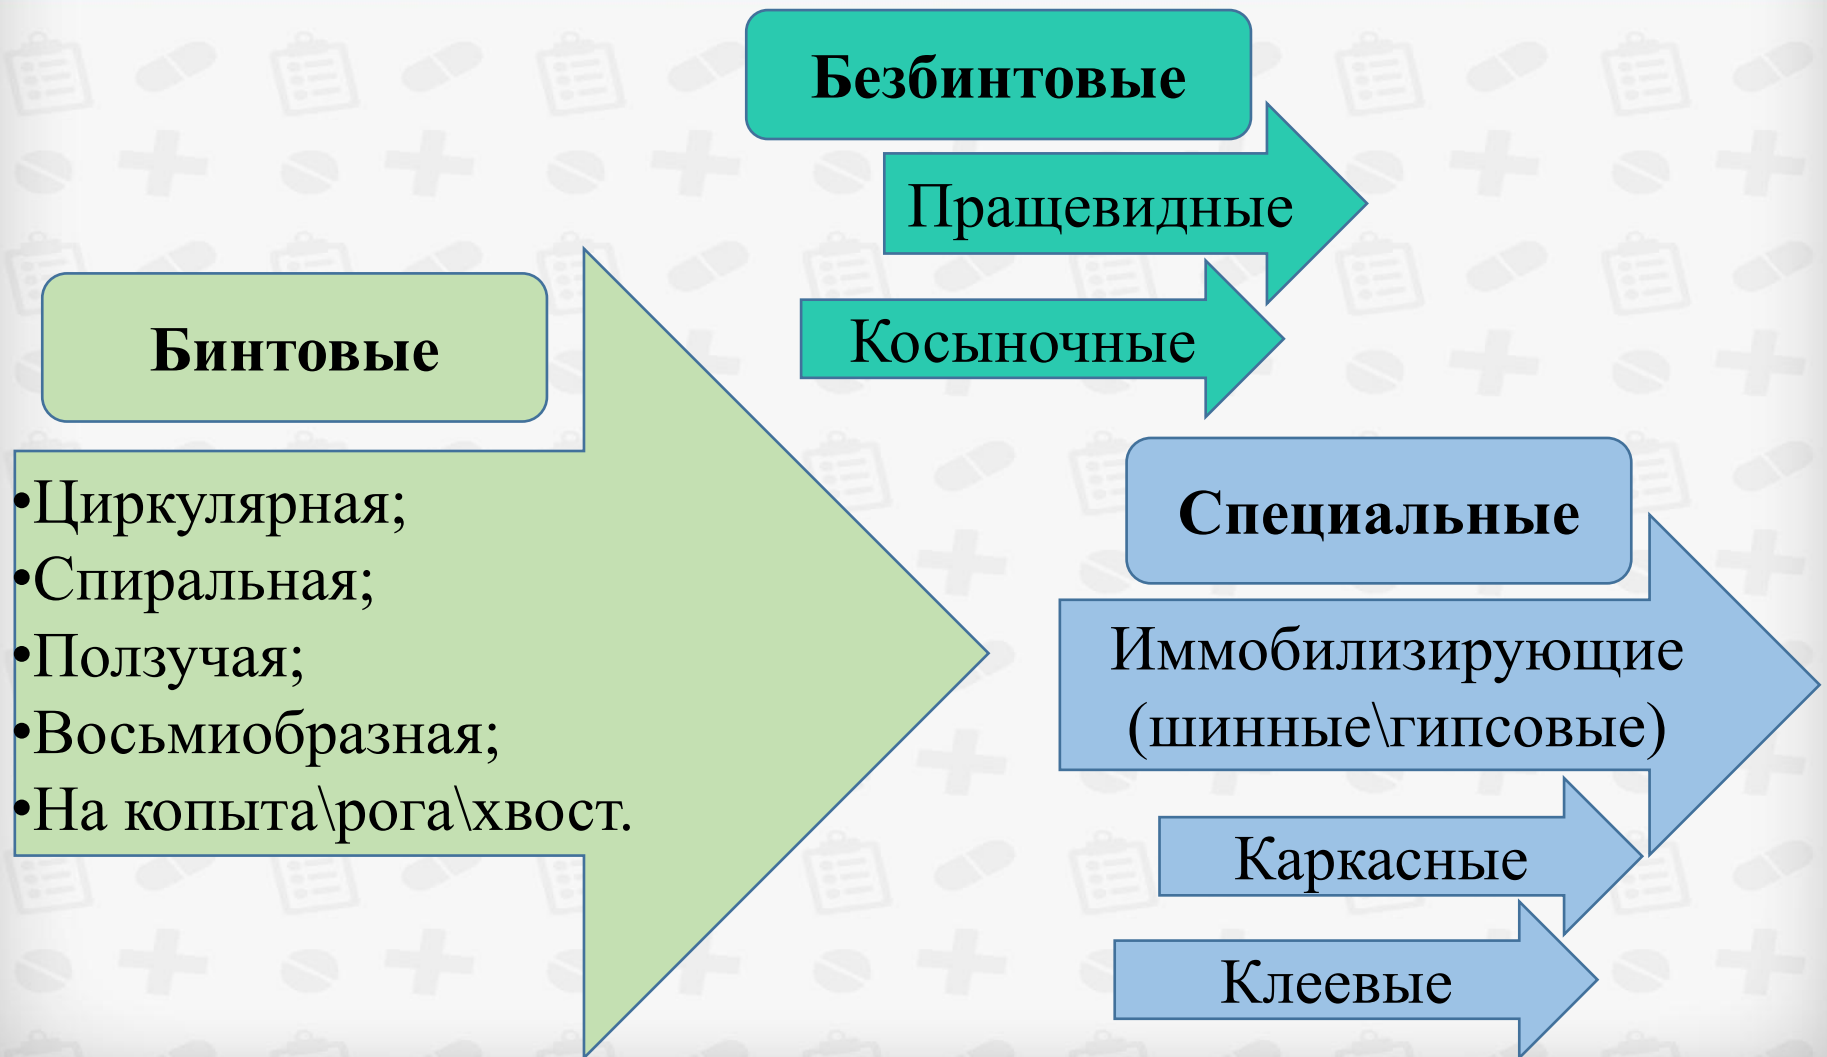 Безбинтовые
Пращевидные
Косыночные
Бинтовые
•Циркулярная;
•Спиральная;
•Ползучая;
•Восьмиобразная;
•На копыта\рога\хвост.
Специальные
Иммобилизирующие
(шинные\гипсовые)
Каркасные
Клеевые